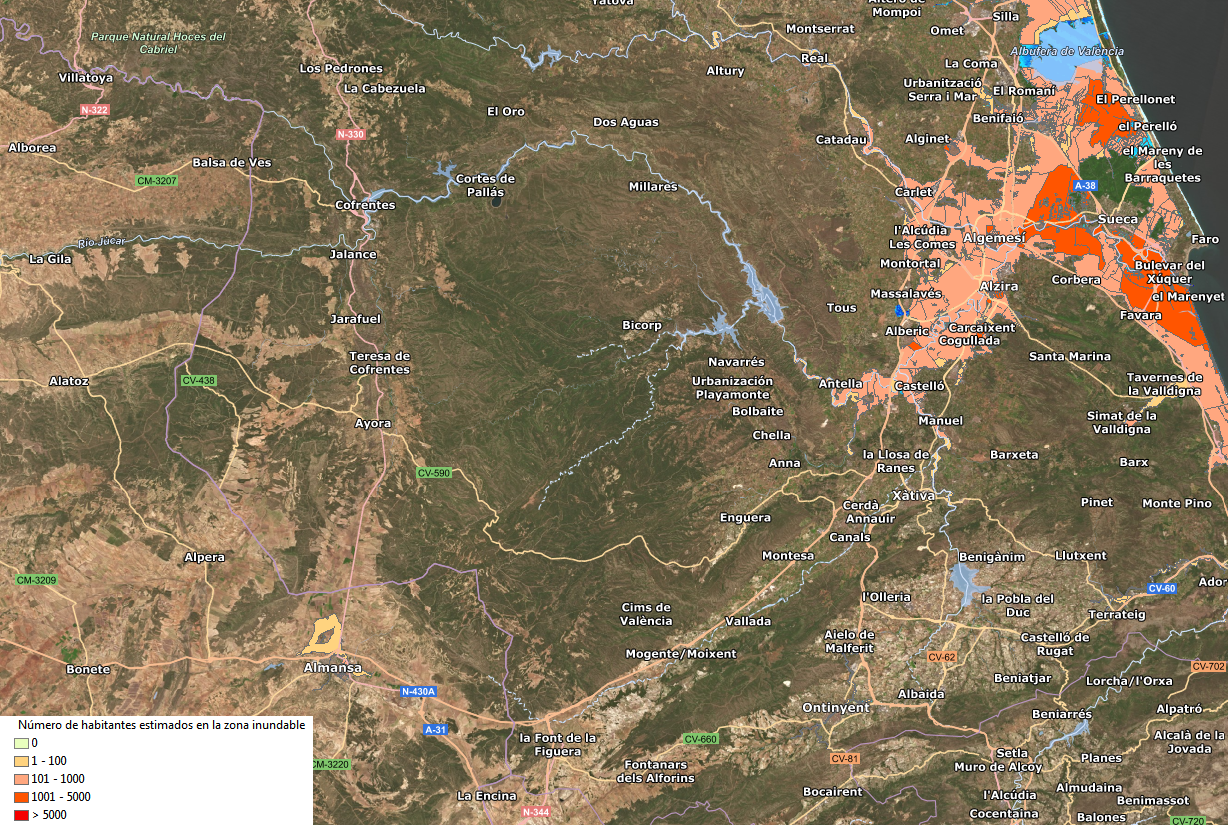 Yátova
Altero de
Mompoi
Silla
Parque Natural Hoces del
Cabriel
Montserrat
Omet
Albufera de València
Villatoya
Los Pedrones
La Cabezuela
Altury
Real
La Coma
Urbanització
Serra i Mar
El Romaní
El Perellonet
N-322
El Oro
Dos Aguas
Benifaió
el Perelló
N-330
Alborea
Balsa de Ves
Catadau
Alginet
el Mareny de
les
Barraquetes
CM-3207
Cortes de
Pallás
Millares
A-38
Cofrentes
Carlet
Sueca
l'Alcúdia
Les Comes
Algemesí
Faro
Río Júcar
La Gila
Jalance
Montortal
Bulevar del
Xúquer
Corbera
Alzira
Massalavés
el Marenyet
Jarafuel
Bicorp
Tous
Favara
Alberic
Carcaixent
Cogullada
Teresa de
Cofrentes
Navarrés
Santa Marina
Alatoz
CV-438
Urbanización
Playamonte
Antella
Castelló
Tavernes de
la Valldigna
Bolbaite
Ayora
Chella
Manuel
Simat de la
Valldigna
CV-590
Anna
la Llosa de
Ranes
Barxeta
Barx
Xàtiva
Cerdà
Annauir
Pinet
Monte Pino
Enguera
Canals
Alpera
Montesa
Benigànim
Llutxent
CM-3209
CV-60
Ador
Cims de
València
l'Olleria
la Pobla del
Duc
Vallada
Terrateig
Aielo de
Malferit
Castelló de
Rugat
Bonete
Almansa
Mogente/Moixent
CV-62
CV-702
N-430A
Beniatjar
Lorcha/l'Orxa
Albaida
Ontinyent
Beniarrés
Alpatró
A-31
la Font de la
Figuera
CV-660
Alcalà de la
Jovada
CV-81
Setla
Muro de Alcoy
Planes
CM-3220
Fontanars
dels Alforins
La Encina
Bocairent
l'Alcúdia
Cocentaina
Almudaina
Benimassot
Balones
N-344
CV-720
Número de habitantes estimados en la zona inundable
0
1 - 100
101 - 1000
1001 - 5000
> 5000